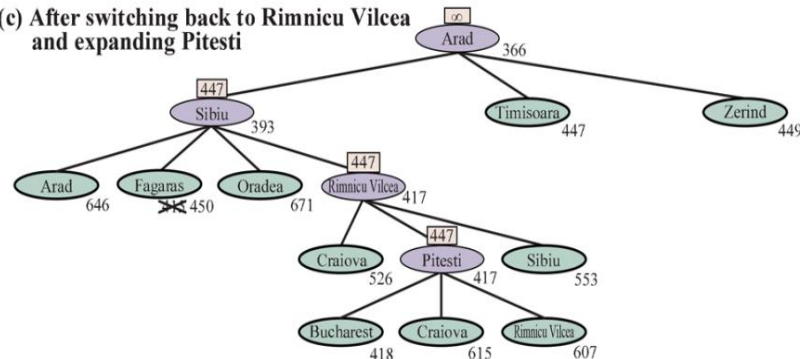 (c) After switching back to Rimnicu Vilcea
and expanding Pitesti
∞
Arad
366
447
Sibiu
393
Timisoara
447
Zerind
449
Arad
646
Fagaras
450
Oradea
671
447
Rimnicu Vilcea
417
Craiova
526
447
Pitesti
417
Sibiu
553
Bucharest
418
Craiova
615
Rimnicu Vilcea
607